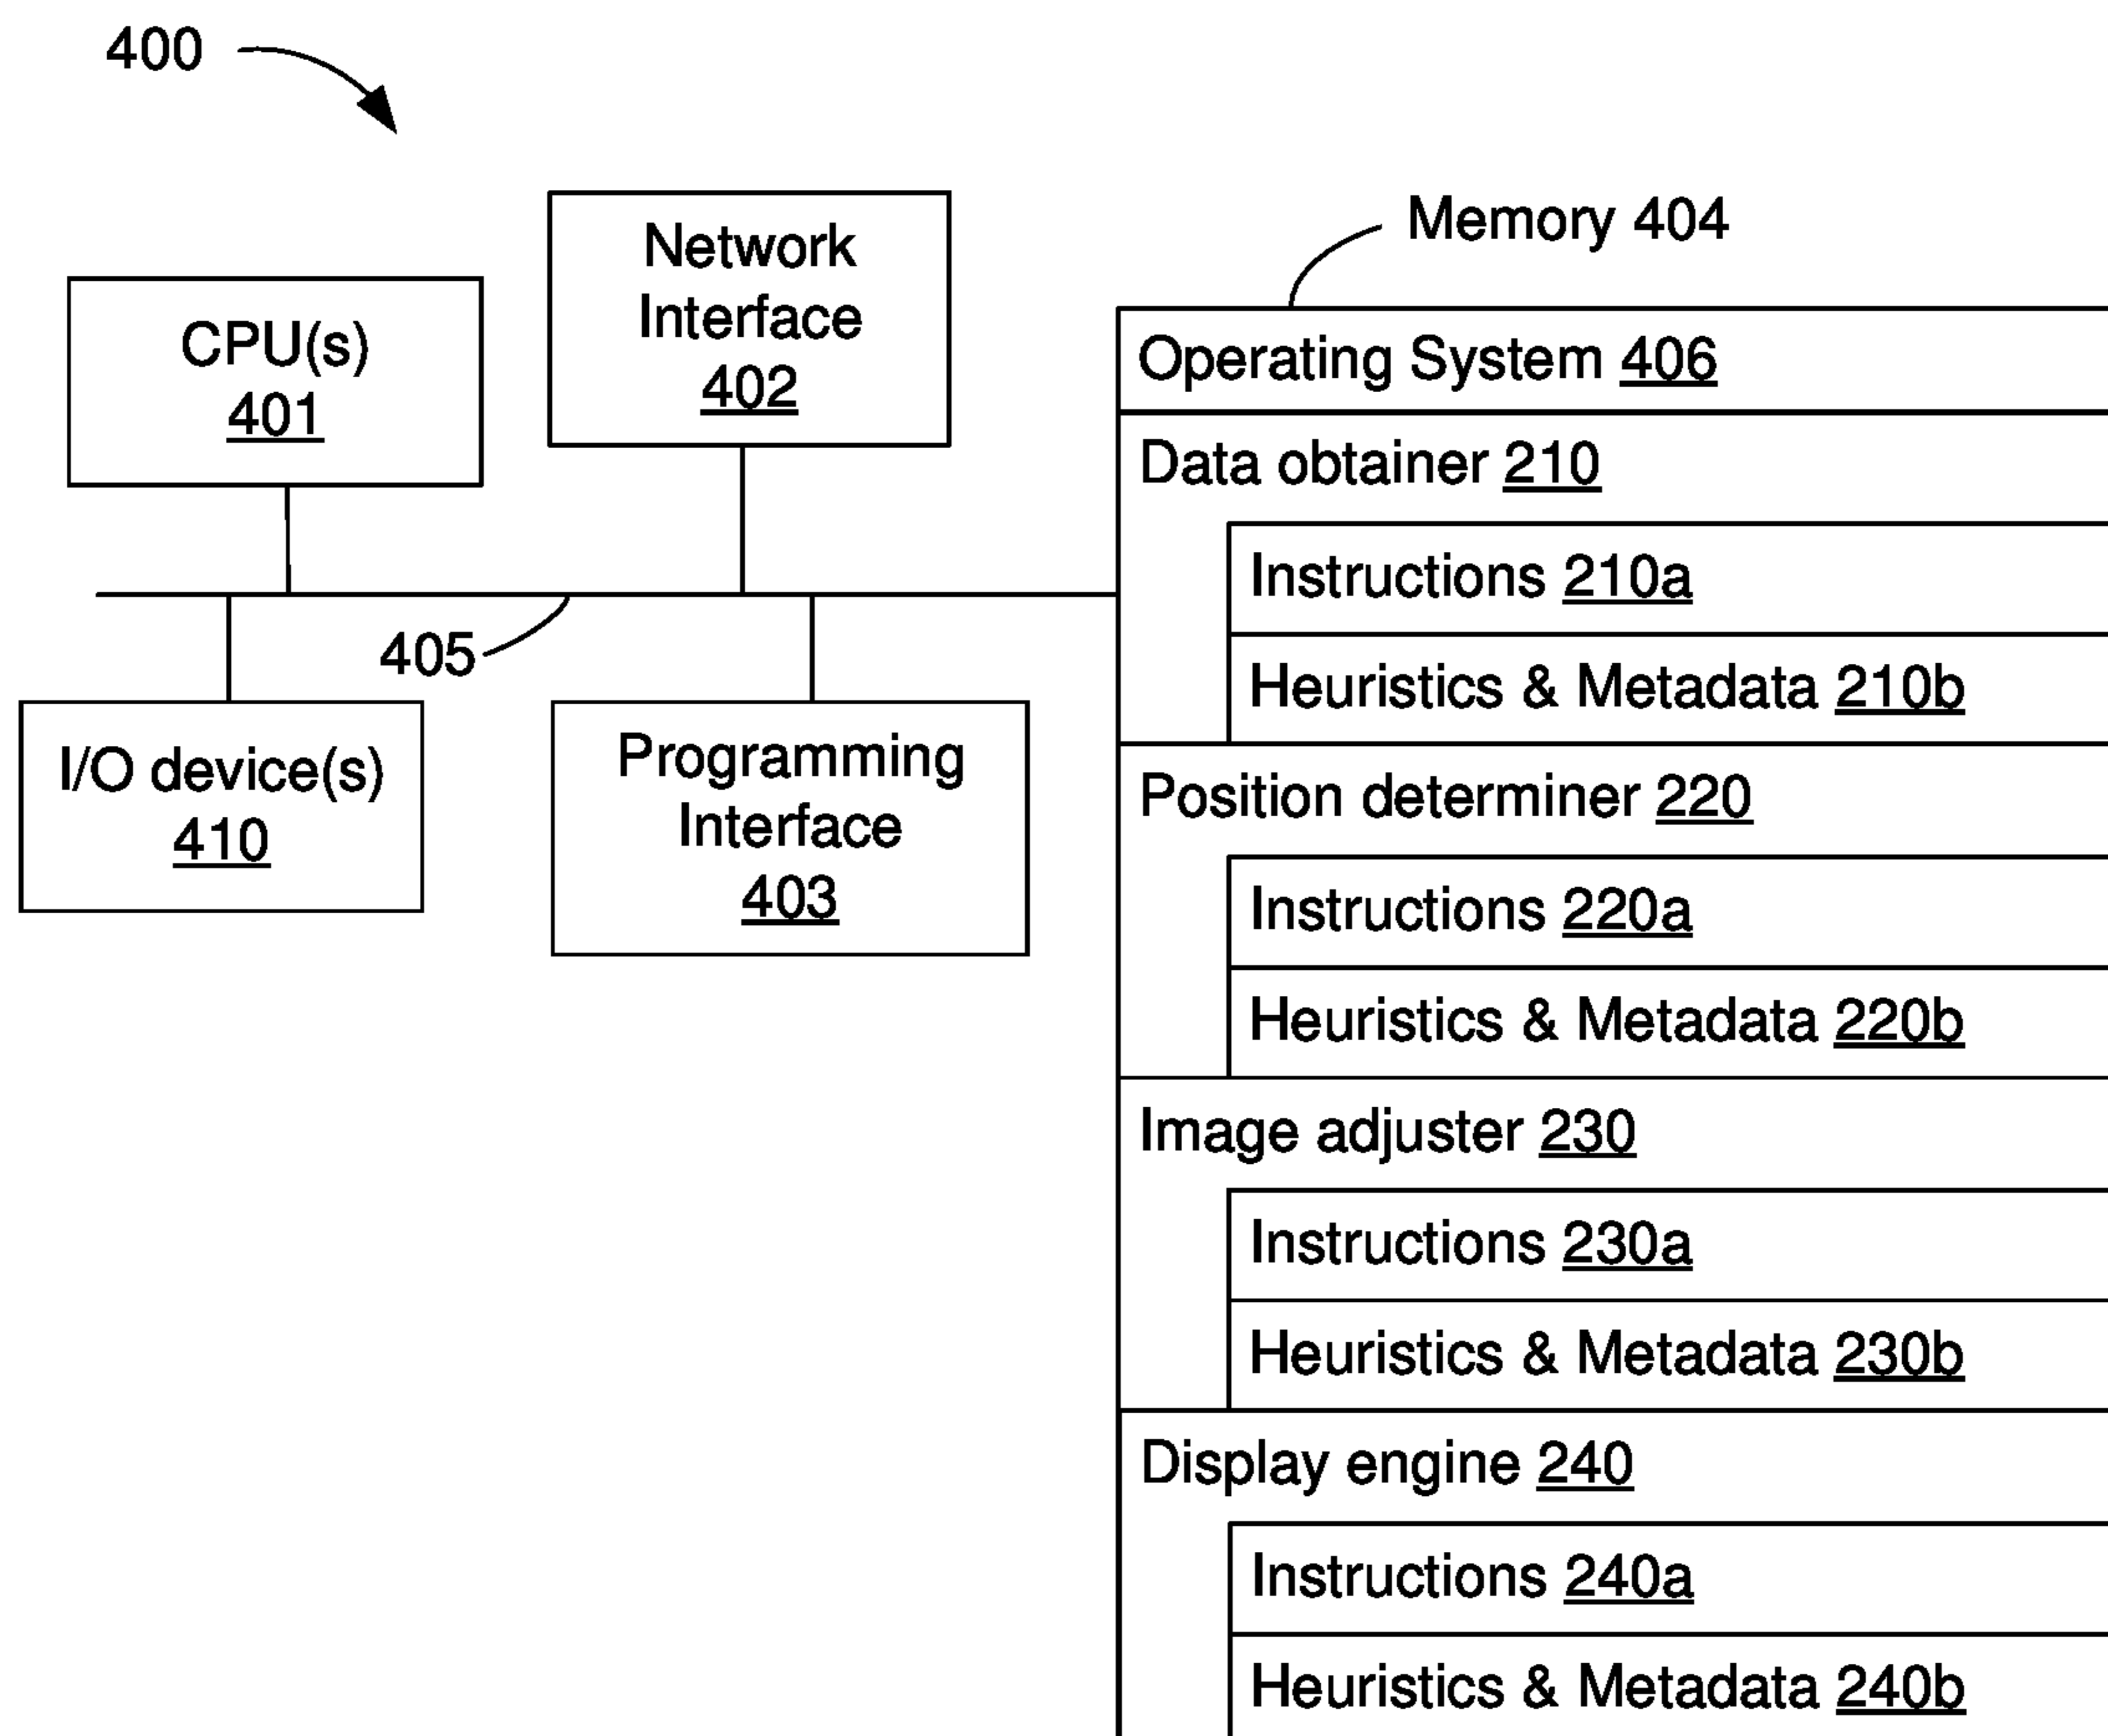 400
CPU(s)
401
Network
Interface
402
405
I/O device(s)
410
Programming
Interface
403
Memory 404
Operating System 406
Data obtainer 210
Instructions 210a
Heuristics & Metadata 210b
Position determiner 220
Instructions 220a
Heuristics & Metadata 220b
Image adjuster 230
Instructions 230a
Heuristics & Metadata 230b
Display engine 240
Instructions 240a
Heuristics & Metadata 240b